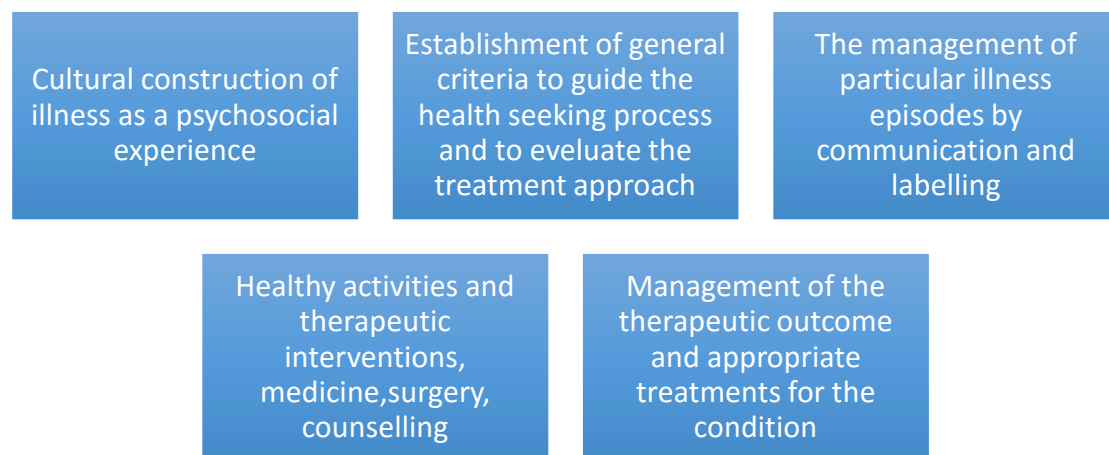 Cultural construction of
illness as a psychosocial
experience
Establishment of general
criteria to guide the
health seeking process
and to evaluate the
treatment approach
The management of
particular illness
episodes by
communication and
labelling
Healthy activities and
therapeutic
interventions,
medicine,surgery,
counselling
Management of the
therapeutic outcome
and appropriate
treatments for the
condition